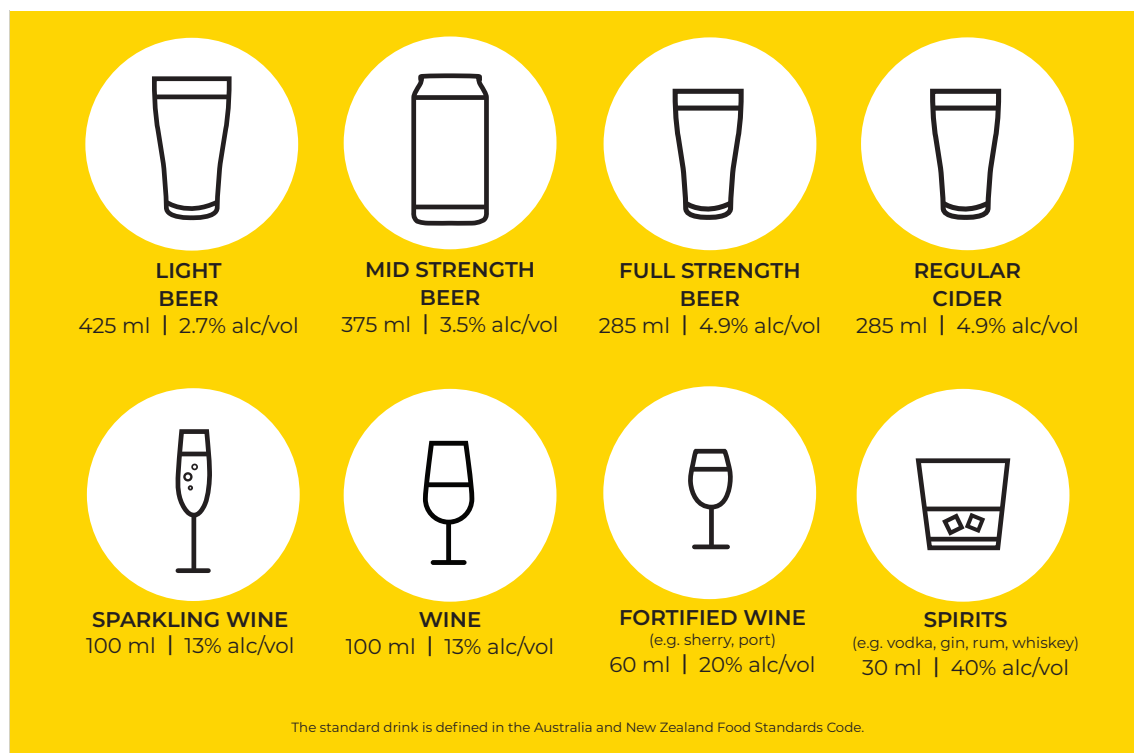 LIGHT
BEER
425 ml | 2.7% alc/vol
MID STRENGTH
BEER
375 ml | 3.5% alc/vol
FULL STRENGTH
BEER
285 ml | 4.9% alc/vol
REGULAR
CIDER
285 ml | 4.9% alc/vol
SPARKLING WINE
100 ml | 13% alc/vol
WINE
100 ml | 13% alc/vol
FORTIFIED WINE
(e.g. sherry, port)
60 ml | 20% alc/vol
SPIRITS
(e.g. vodka, gin, rum, whiskey)
30 ml | 40% alc/vol
The standard drink is defined in the Australia and New Zealand Food Standards Code.